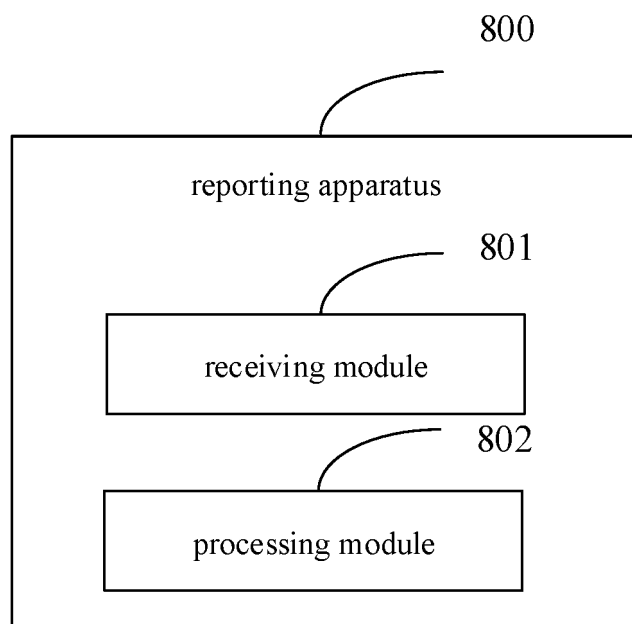 800
reporting apparatus
801
receiving module
802
processing module